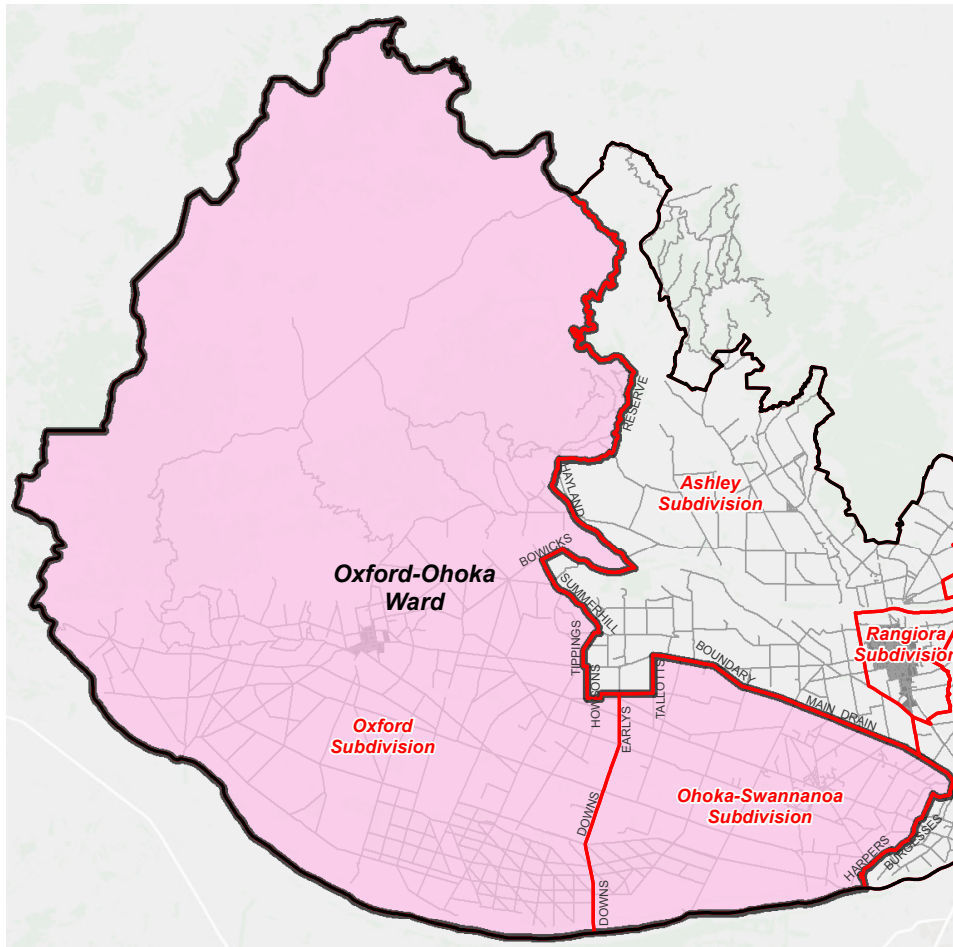 RESERVE
HAYLAND
Ashley
Subdivision
BOWICKS
Oxford-Ohoka
Ward
SUMMERHILL
Rangiora
Subdivision
TIPPINGS
BOUNDARY
HOWSONS
TALLOTTS
MAIN DRAIN
EARLYS
Oxford
Subdivision
Ohoka-Swannanoa
Subdivision
DOWNS
HARPERS
BURGESSES
DOWNS